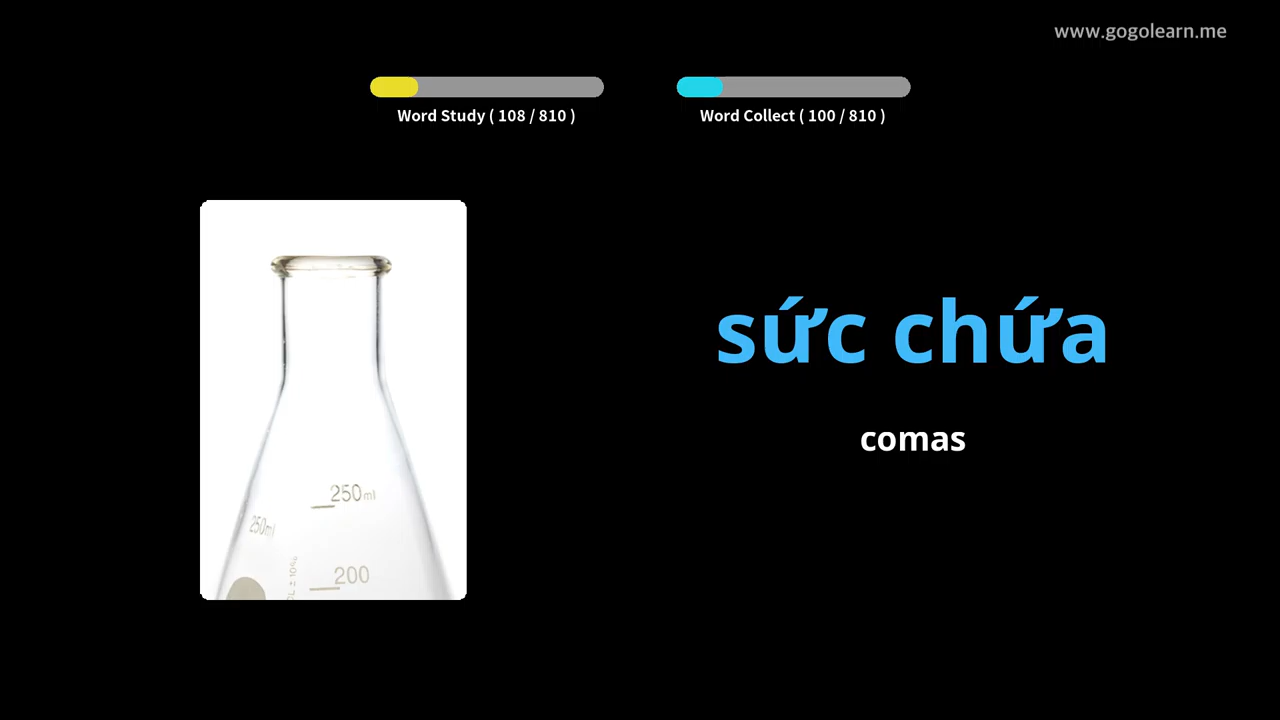 www.gogolearn.me
Word Study ( 108 / 810 )
Word Collect ( 100 / 810 )
sức chứa
comas
250ml
250ml
200